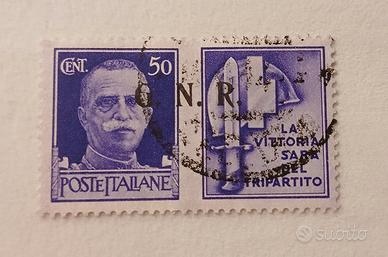 CENT. 50
G. N. R.
POSTE ITALIANE
LA
VITTORIA
SARÀ
DEL
TRIPARTITO
subito